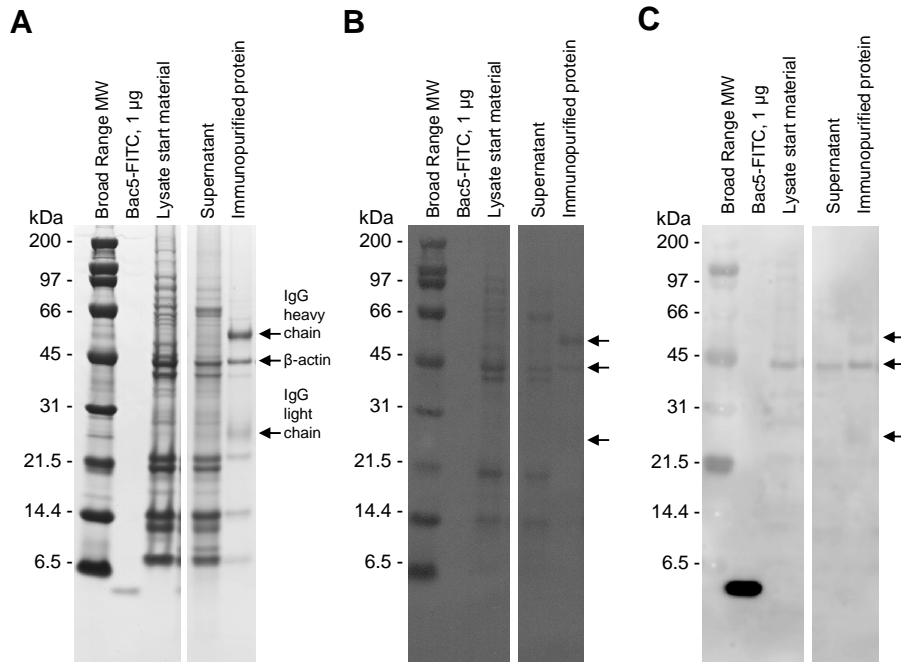 A
Broad Range MW
Bac5-FITC, 1 µg
Lysate start material
Supernatant
Immunopurified protein
kDa
200 -
97 -
66 -
45 -
31 -
21.5 -
14.4 -
6.5 -
IgG
heavy
chain
β-actin
IgG
light
chain
B
Broad Range MW
Bac5-FITC, 1 µg
Lysate start material
Supernatant
Immunopurified protein
kDa
200 -
97 -
66 -
45 -
31 -
21.5 -
14.4 -
6.5 -
C
Broad Range MW
Bac5-FITC, 1 µg
Lysate start material
Supernatant
Immunopurified protein
kDa
200 -
97 -
66 -
45 -
31 -
21.5 -
14.4 -
6.5 -